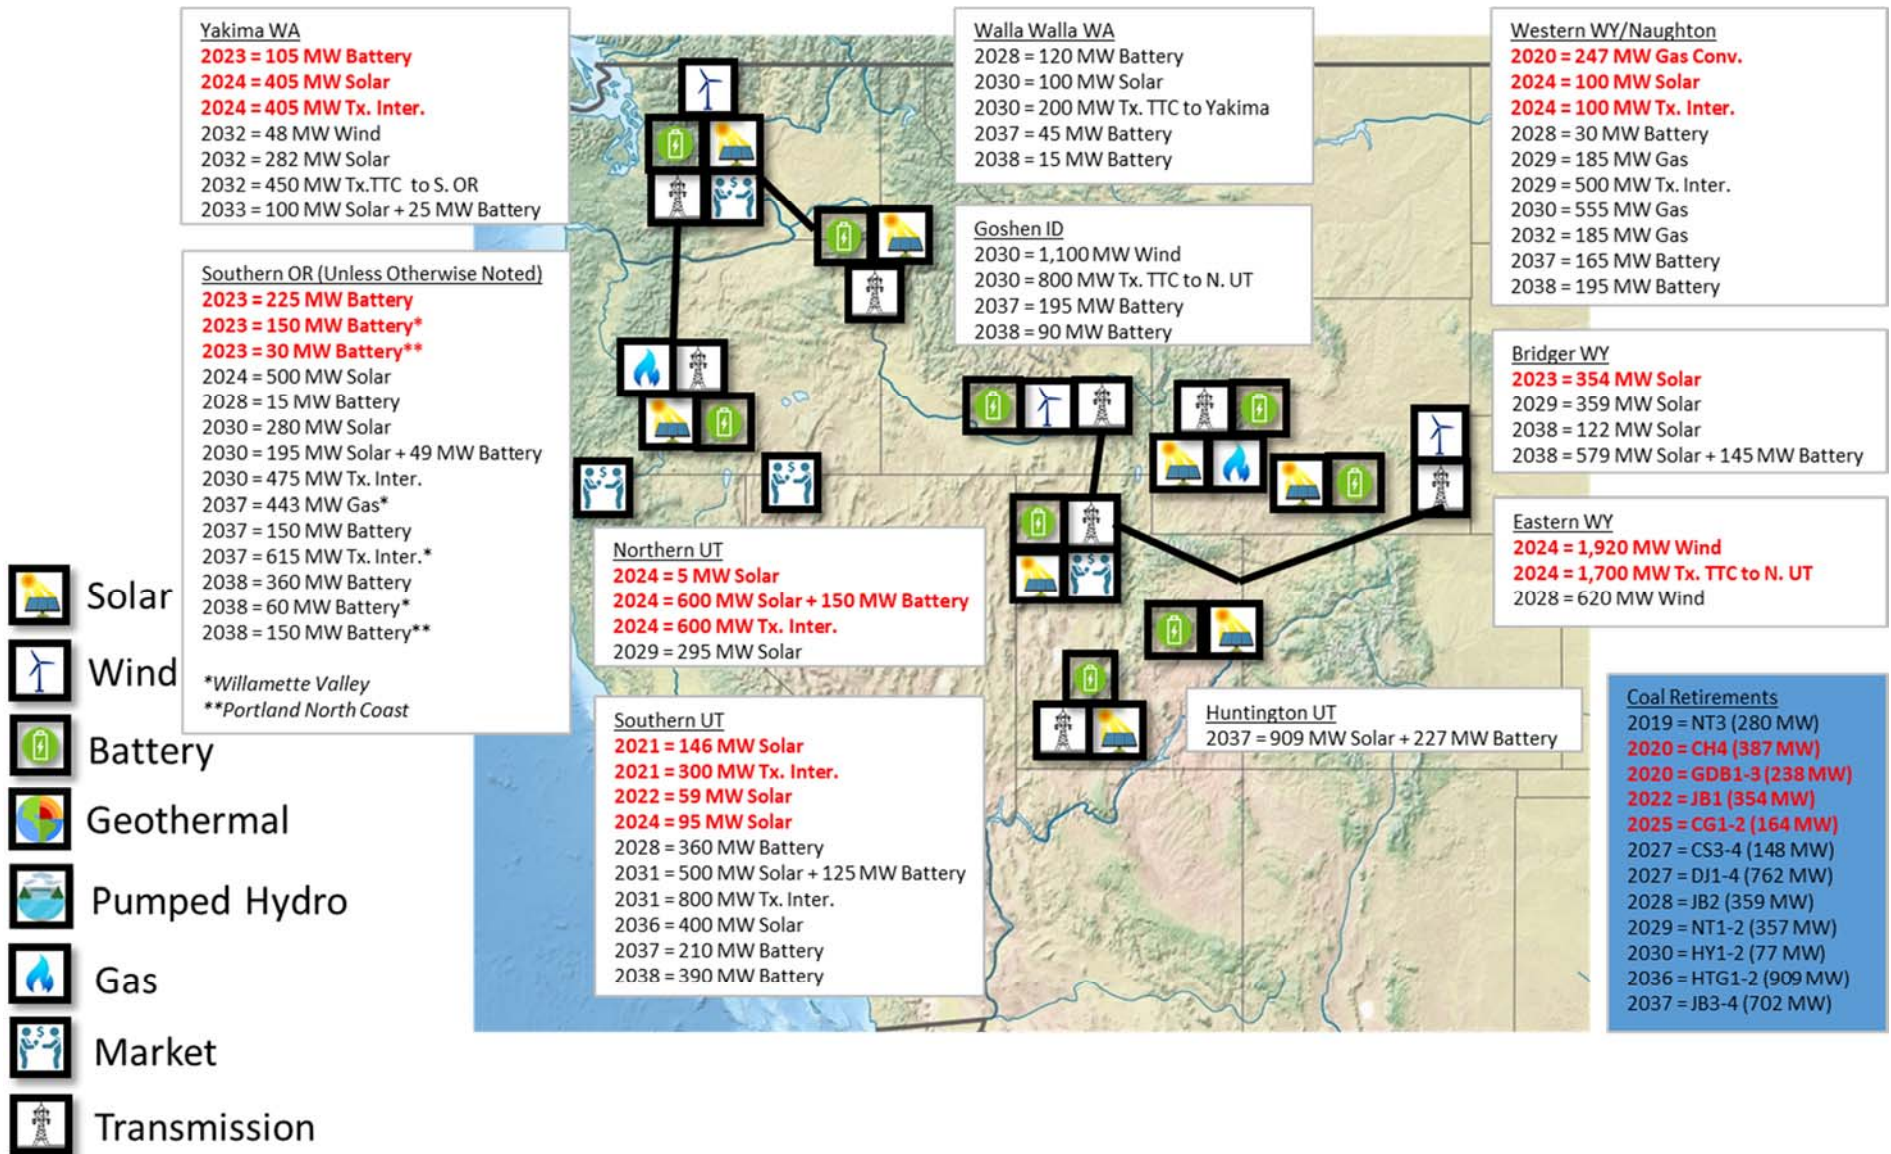 Yakima WA
2023 = 105 MW Battery
2024 = 405 MW Solar
2024 = 405 MW Tx. Inter.
2032 = 48 MW Wind
2032 = 282 MW Solar
2032 = 450 MW Tx.TTC to S. OR
2033 = 100 MW Solar + 25 MW Battery
Southern OR (Unless Otherwise Noted)
2023 = 225 MW Battery
2023 = 150 MW Battery*
2023 = 30 MW Battery**
2024 = 500 MW Solar
2028 = 15 MW Battery
2030 = 280 MW Solar
2030 = 195 MW Solar + 49 MW Battery
2030 = 475 MW Tx. Inter.
2037 = 443 MW Gas*
2037 = 150 MW Battery
2037 = 615 MW Tx. Inter.*
2038 = 360 MW Battery
2038 = 60 MW Battery*
2038 = 150 MW Battery**
*Willamette Valley
**Portland North Coast
Walla Walla WA
2028 = 120 MW Battery
2030 = 100 MW Solar
2030 = 200 MW Tx. TTC to Yakima
2037 = 45 MW Battery
2038 = 15 MW Battery
Goshen ID
2030 = 1,100 MW Wind
2030 = 800 MW Tx. TTC to N. UT
2037 = 195 MW Battery
2038 = 90 MW Battery
Western WY/Naughton
2020 = 247 MW Gas Conv.
2024 = 100 MW Solar
2024 = 100 MW Tx. Inter.
2028 = 30 MW Battery
2029 = 185 MW Gas
2029 = 500 MW Tx. Inter.
2030 = 555 MW Gas
2032 = 185 MW Gas
2037 = 165 MW Battery
2038 = 195 MW Battery
Bridger WY
2023 = 354 MW Solar
2029 = 359 MW Solar
2038 = 122 MW Solar
2038 = 579 MW Solar + 145 MW Battery
Eastern WY
2024 = 1,920 MW Wind
2024 = 1,700 MW Tx. TTC to N. UT
2028 = 620 MW Wind
Northern UT
2024 = 5 MW Solar
2024 = 600 MW Solar + 150 MW Battery
2024 = 600 MW Tx. Inter.
2029 = 295 MW Solar
Southern UT
2021 = 146 MW Solar
2021 = 300 MW Tx. Inter.
2022 = 59 MW Solar
2024 = 95 MW Solar
2028 = 360 MW Battery
2031 = 500 MW Solar + 125 MW Battery
2031 = 800 MW Tx. Inter.
2036 = 400 MW Solar
2037 = 210 MW Battery
2038 = 390 MW Battery
Huntington UT
2037 = 909 MW Solar + 227 MW Battery
Coal Retirements
2019 = NT3 (280 MW)
2020 = CH4 (387 MW)
2020 = GDB1-3 (238 MW)
2022 = JB1 (354 MW)
2025 = CG1-2 (164 MW)
2027 = CS3-4 (148 MW)
2027 = DJ1-4 (762 MW)
2028 = JB2 (359 MW)
2029 = NT1-2 (357 MW)
2030 = HY1-2 (77 MW)
2036 = HTG1-2 (909 MW)
2037 = JB3-4 (702 MW)
Solar
Wind
Battery
Geothermal
Pumped Hydro
Gas
Market
Transmission